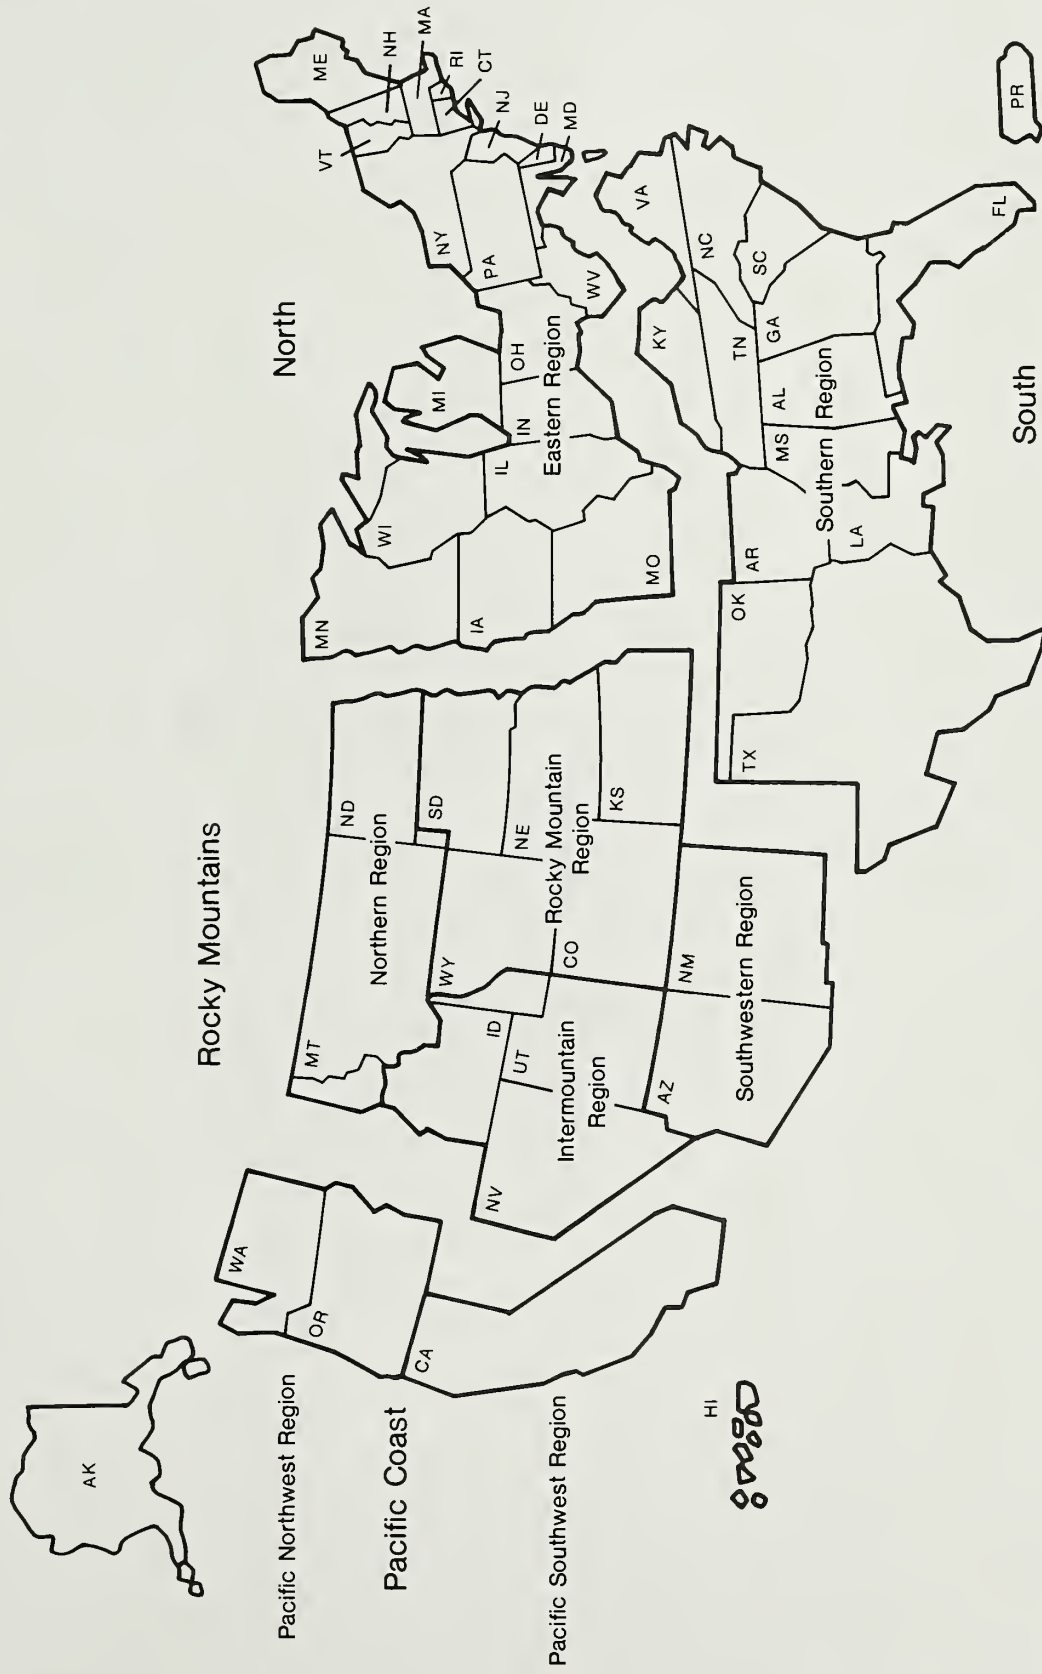 AK
Rocky Mountains
North
Pacific Northwest Region
WA
OR
Pacific Coast
CA
Pacific Southwest Region
HI
MT
ND
Northern Region
WY
SD
ID
NV
UT
Intermountain
Region
CO
NE
Rocky Mountain
Region
KS
AZ
NM
Southwestern Region
MN
WI
MI
IA
IL
IN
OH
Eastern Region
MO
WV
PA
NY
VT
ME
NH
MA
RI
CT
NJ
DE
MD
KY
VA
NC
TN
SC
GA
AL
MS
Southern
Region
AR
LA
OK
TX
FL
PR
South